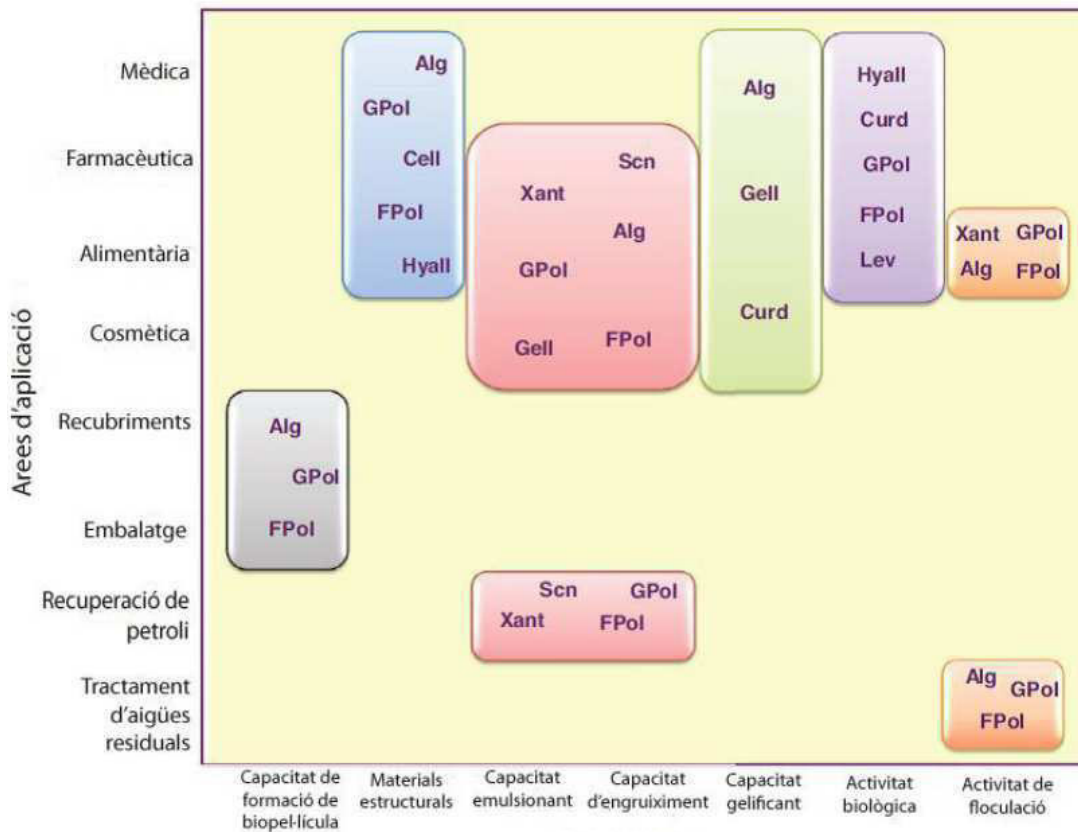 Arees d'aplicació
Mèdica
Farmacèutica
Alimentària
Cosmètica
Recubriments
Embalatge
Recuperació de
petroli
Tractament
d'aigües
residuals
Alg
GPol
FPol
Alg
GPol
Cell
FPol
Hyall
Scn
Xant
Alg
GPol
Gell
FPol
Scn
GPol
Xant
FPol
Alg
Gell
Curd
Hyall
Curd
GPol
FPol
Lev
Xant GPol
Alg FPol
Alg
GPol
FPol
Capacitat de
formació de
biopel·lícula
Materials
estructurals
Capacitat
emulsionant
Capacitat
d'engruiximent
Capacitat
gelificant
Activitat
biològica
Activitat de
floculació